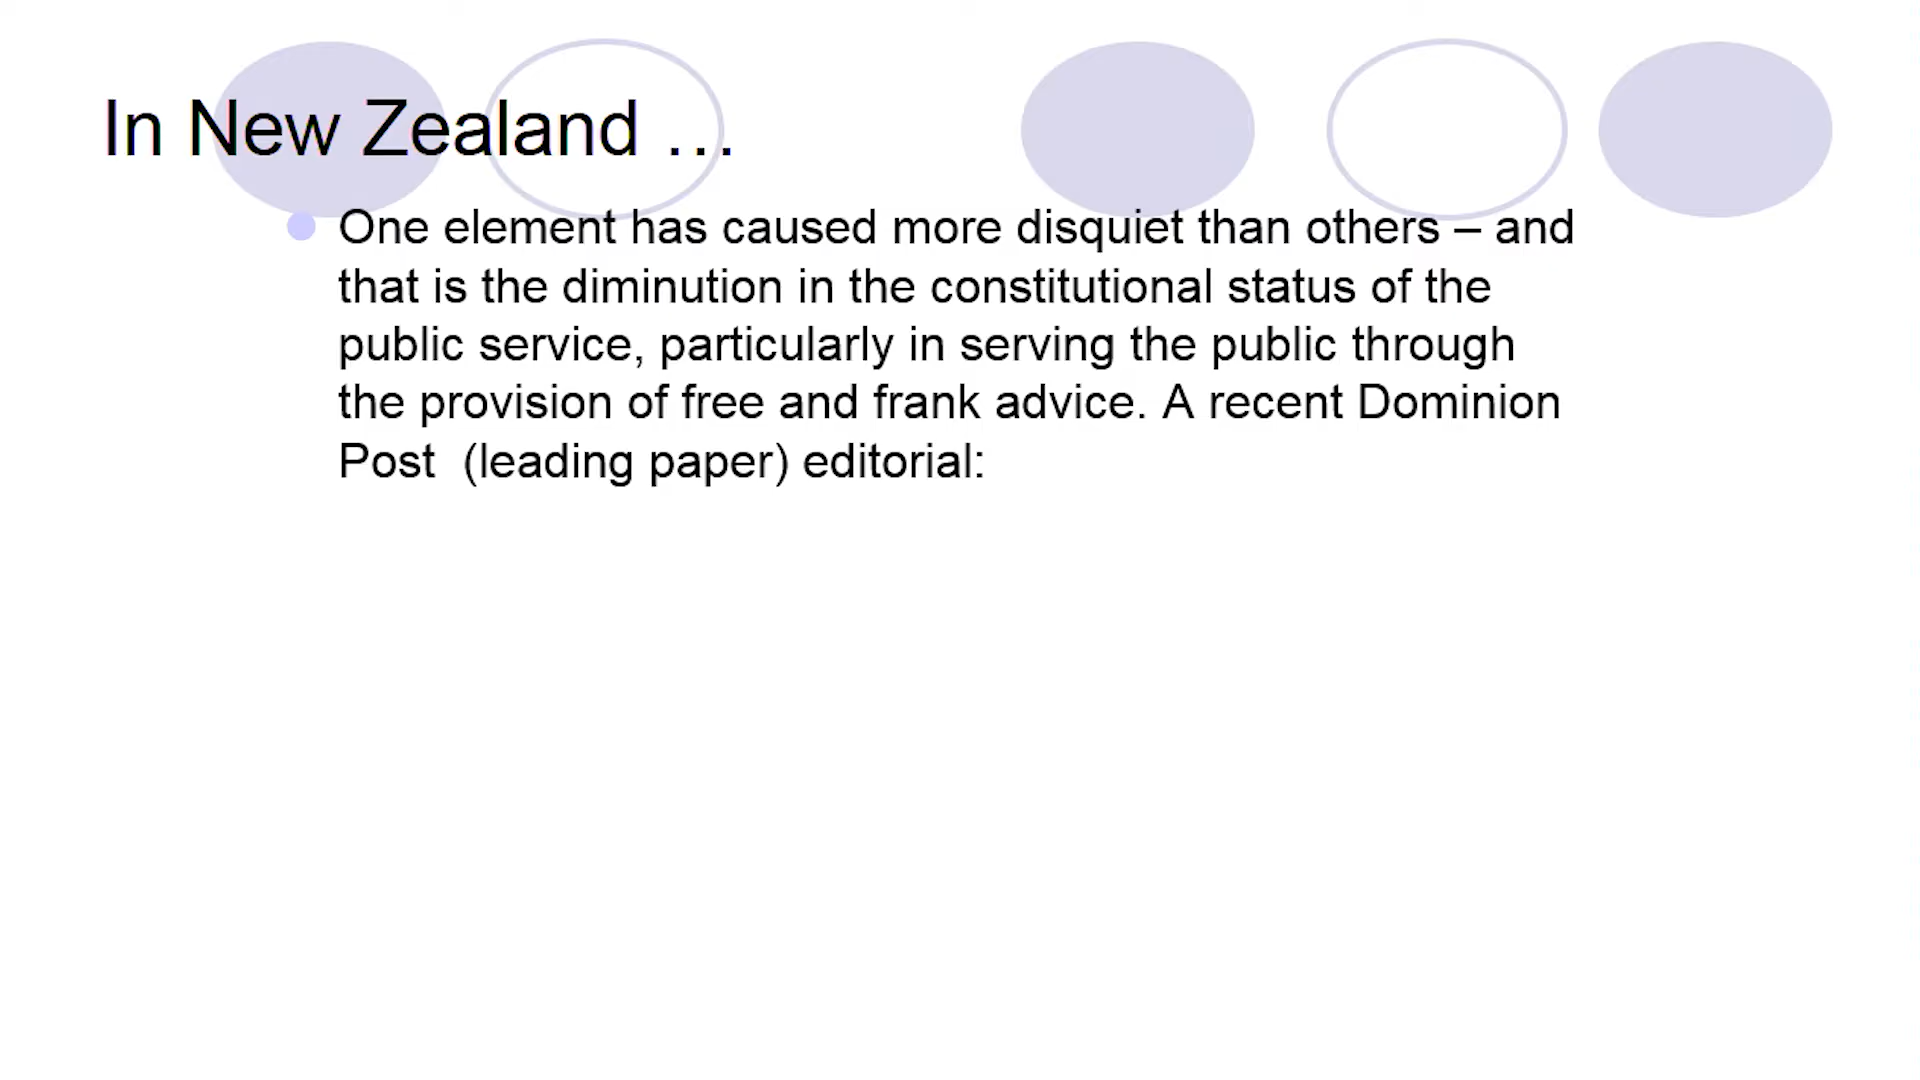 In New Zealand …
One element has caused more disquiet than others – and
that is the diminution in the constitutional status of the
public service, particularly in serving the public through
the provision of free and frank advice. A recent Dominion
Post  (leading paper) editorial: